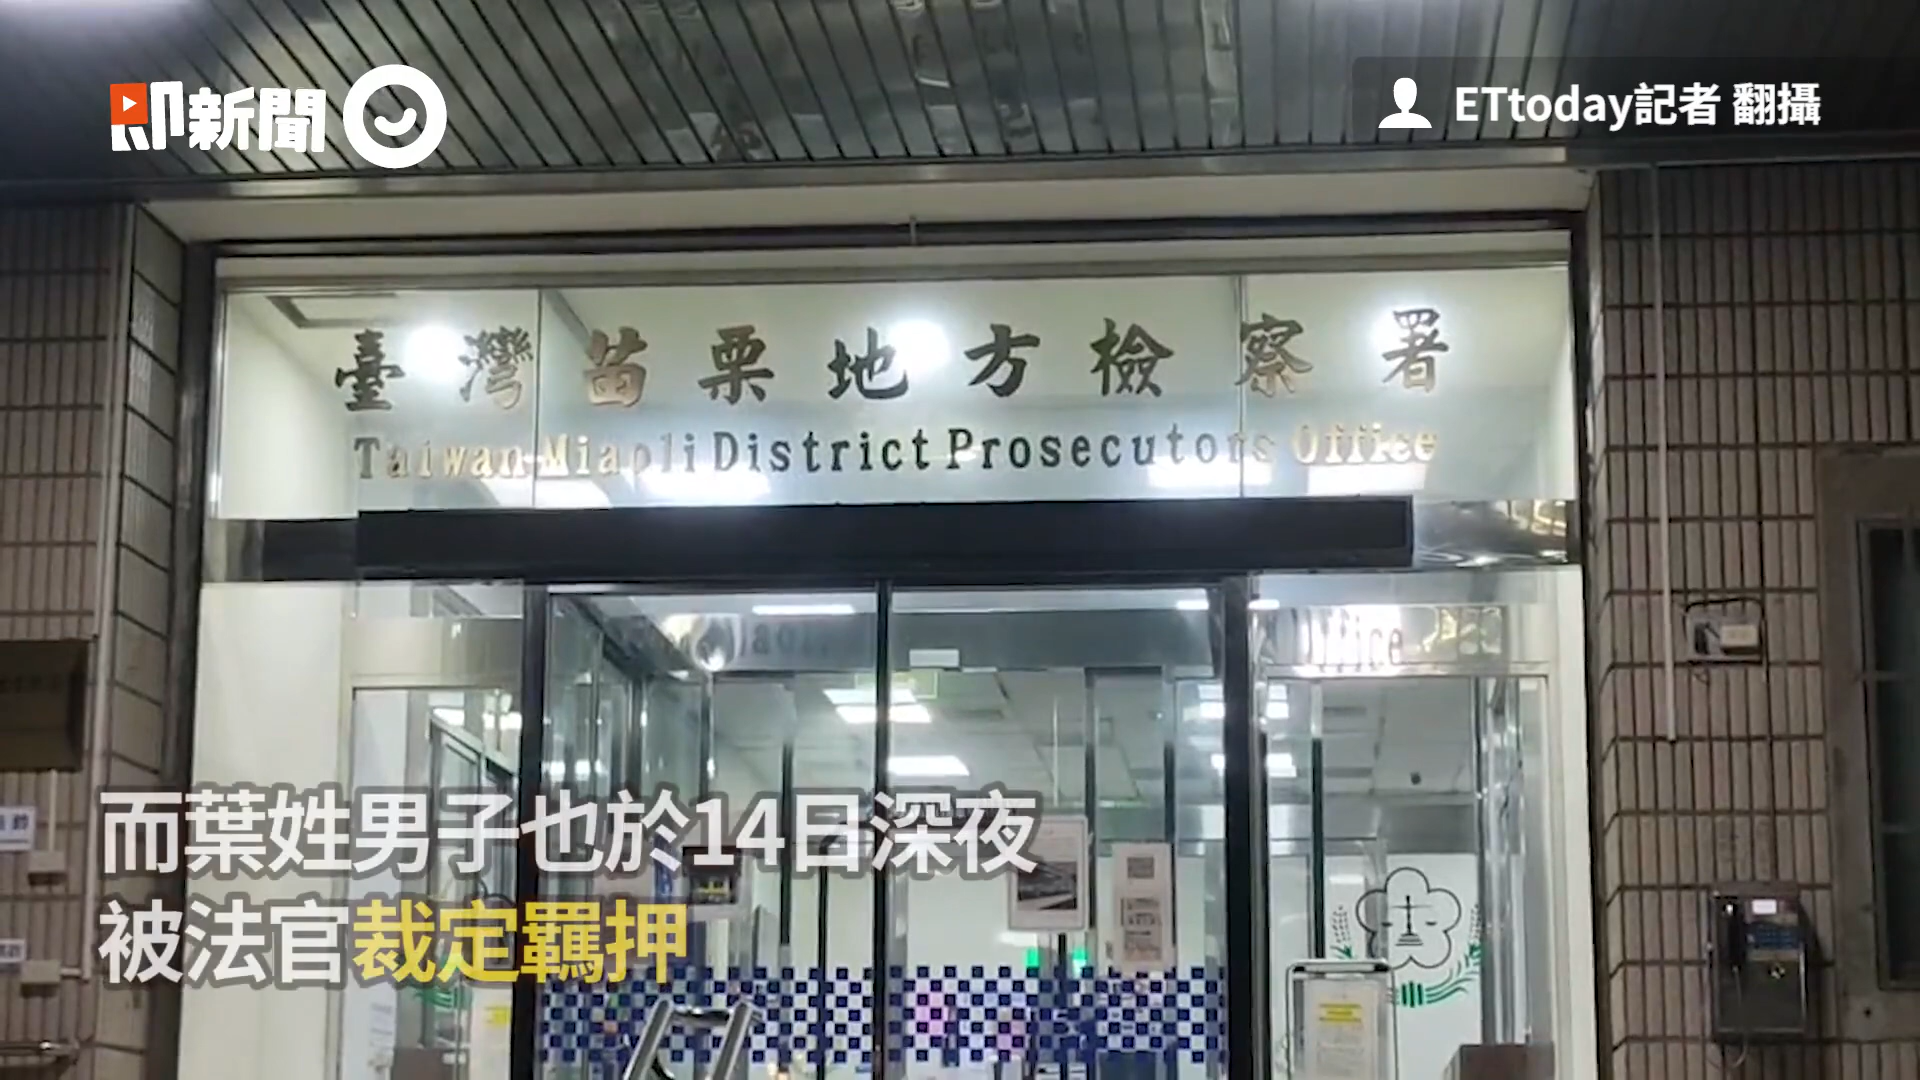 即新聞
ETtoday記者 翻攝
臺灣苗栗地方檢察署
Taiwan Miaoli District Prosecutors Office
Office
而葉姓男子也於14日深夜
被法官裁定羈押